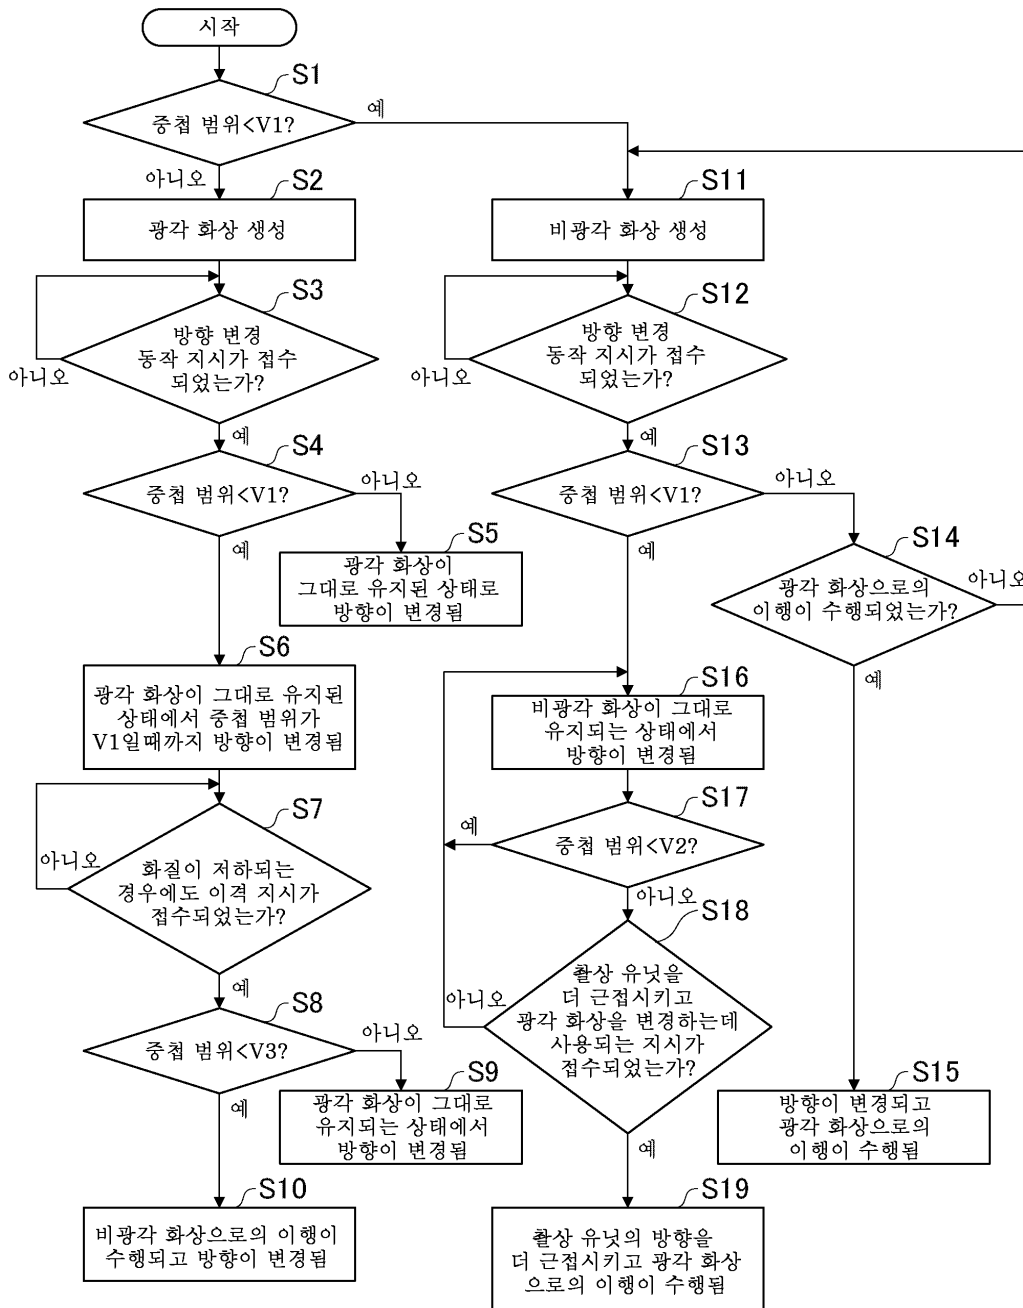 시작
S1
중첩 범위<V1?
예
아니오
S2
광각 화상 생성
S3
방향 변경
동작 지시가 접수
되었는가?
아니오
예
S4
중첩 범위<V1?
아니오
예
S5
광각 화상이
그대로 유지된 상태로
방향이 변경됨
S6
광각 화상이 그대로 유지된
상태에서 중첩 범위가
V1일때까지 방향이 변경됨
S7
화질이 저하되는
경우에도 이격 지시가
접수되었는가?
아니오
예
S8
중첩 범위<V3?
아니오
예
S9
광각 화상이 그대로
유지되는 상태에서
방향이 변경됨
S10
비광각 화상으로의 이행이
수행되고 방향이 변경됨
S11
비광각 화상 생성
S12
방향 변경
동작 지시가 접수
되었는가?
아니오
예
S13
중첩 범위<V1?
아니오
예
S14
광각 화상으로의
이행이 수행되었는가?
아니오
예
S15
방향이 변경되고
광각 화상으로의
이행이 수행됨
S16
비광각 화상이 그대로
유지되는 상태에서
방향이 변경됨
S17
중첩 범위<V2?
예
아니오
S18
촬상 유닛을
더 근접시키고
광각 화상을 변경하는데
사용되는 지시가
접수되었는가?
아니오
예
S19
촬상 유닛의 방향을
더 근접시키고 광각 화상
으로의 이행이 수행됨